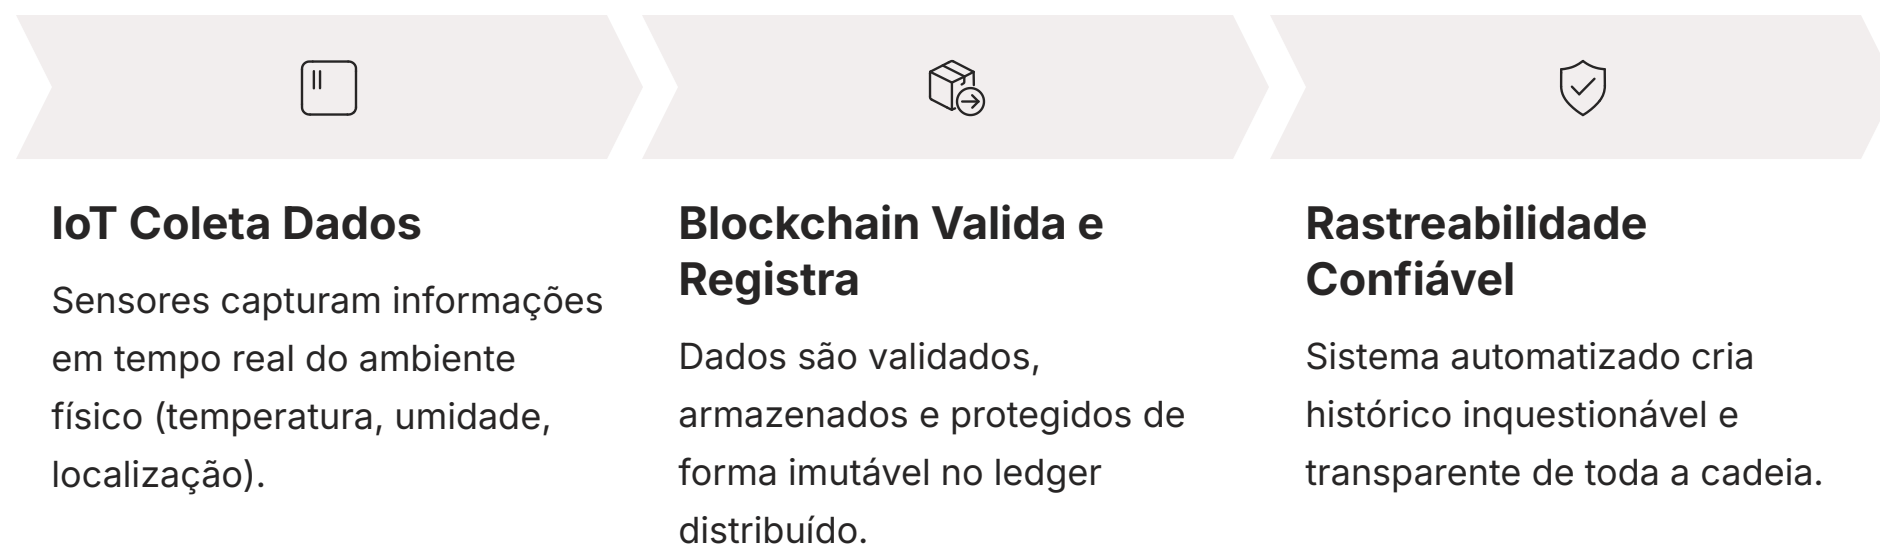 IoT Coleta Dados
Sensores capturam informações
em tempo real do ambiente
físico (temperatura, umidade,
localização).
Blockchain Valida e
Registra
Dados são validados,
armazenados e protegidos de
forma imutável no ledger
distribuído.
Rastreabilidade
Confiável
Sistema automatizado cria
histórico inquestionável e
transparente de toda a cadeia.